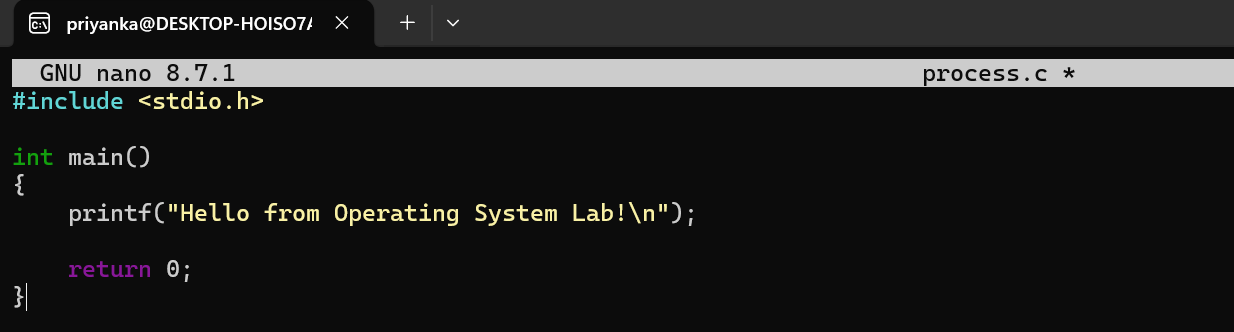 priyanka@DESKTOP-HOISO7A
GNU nano 8.7.1 process.c *
#include <stdio.h>
int main()
{
    printf("Hello from Operating System Lab!\n");
    return 0;
}